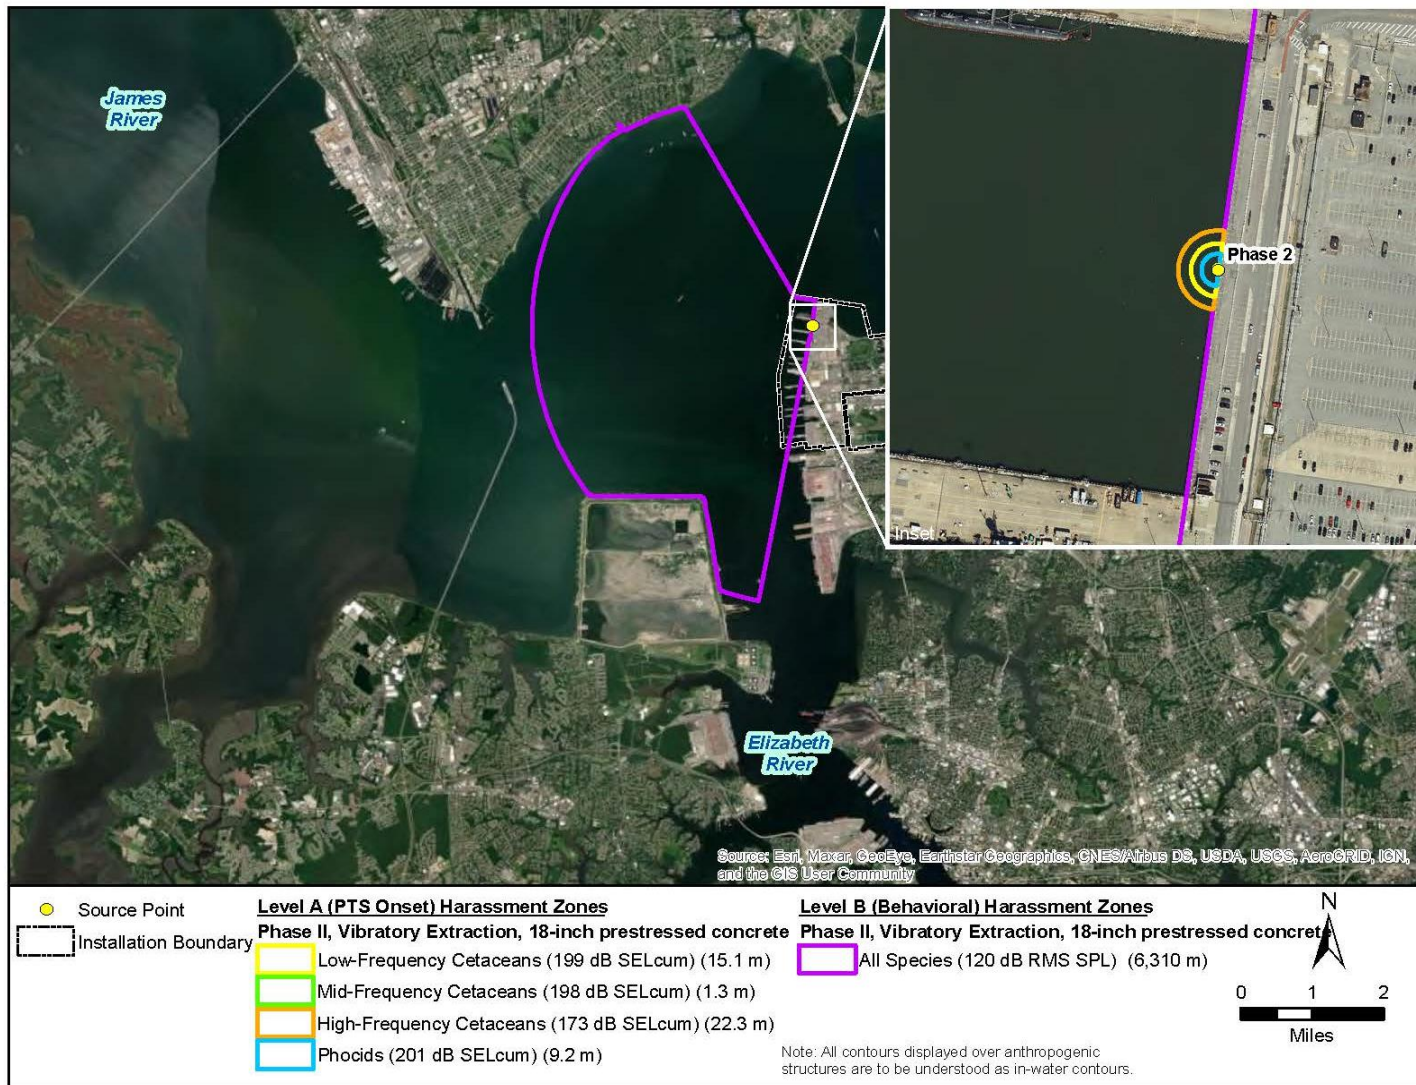 James
River
Phase 2
Inset
Elizabeth
River
Source: Esri, Maxar, GeoEye, Earthstar Geographics, CNES/Airbus DS, USDA, USGS, AeroGRID, IGN,
and the GIS User Community
Source Point
Installation Boundary
Level A (PTS Onset) Harassment Zones
Phase II, Vibratory Extraction, 18-inch prestressed concrete
Low-Frequency Cetaceans (199 dB SELcum) (15.1 m)
Mid-Frequency Cetaceans (198 dB SELcum) (1.3 m)
High-Frequency Cetaceans (173 dB SELcum) (22.3 m)
Phocids (201 dB SELcum) (9.2 m)
Level B (Behavioral) Harassment Zones
Phase II, Vibratory Extraction, 18-inch prestressed concrete
All Species (120 dB RMS SPL) (6,310 m)
Note: All contours displayed over anthropogenic
structures are to be understood as in-water contours.
N
0 1 2
Miles